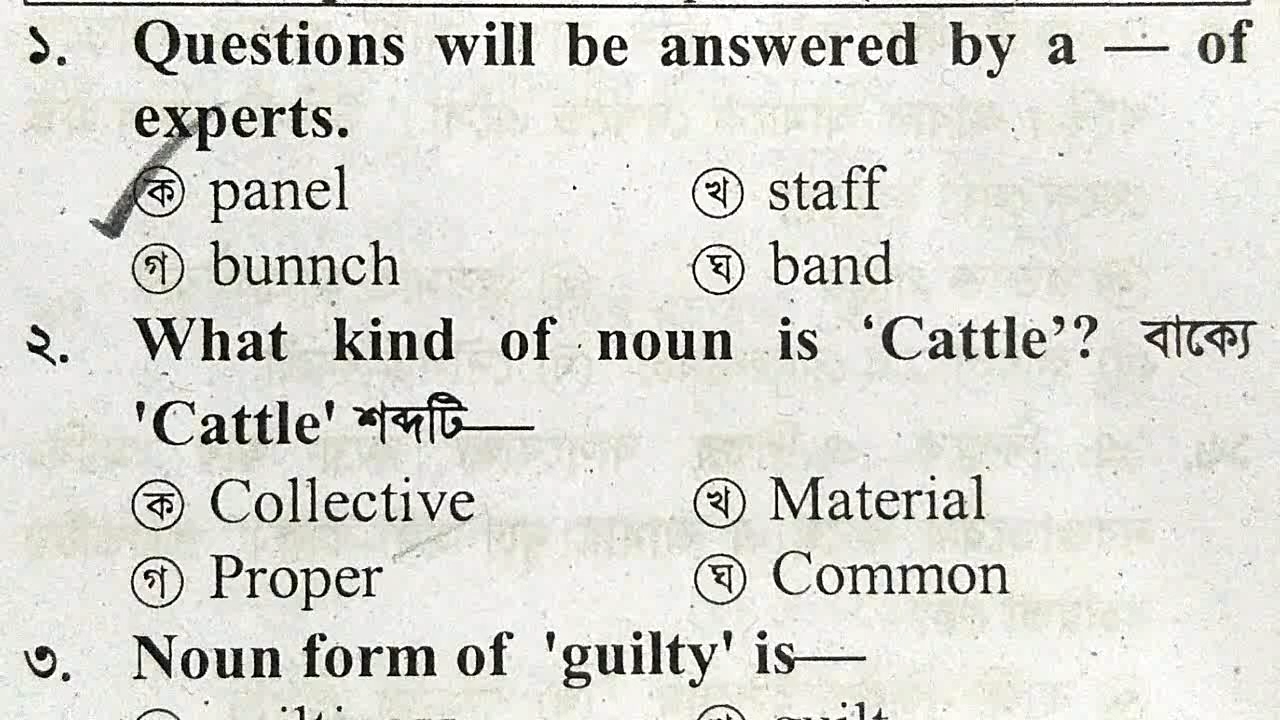 ১. Questions will be answered by a — of
experts.
ক panel খ staff
গ bunnch ঘ band
২. What kind of noun is ‘Cattle’? বাক্যে
'Cattle' শব্দটি—
ক Collective খ Material
গ Proper ঘ Common
৩. Noun form of 'guilty' is—